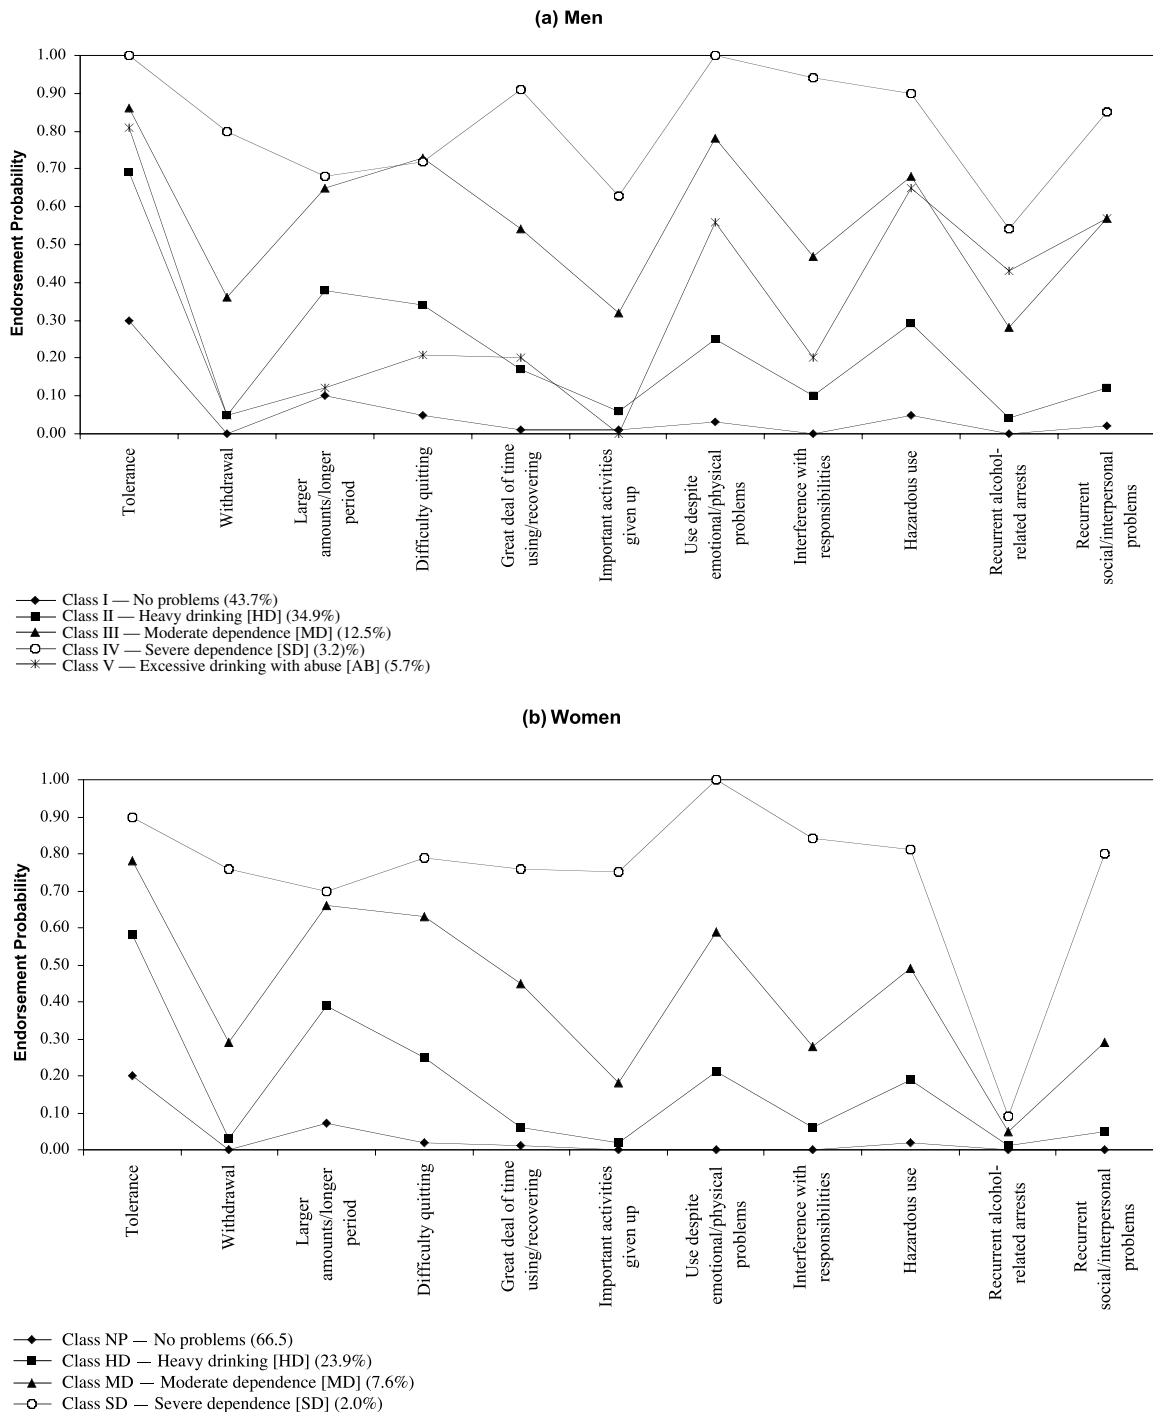 (a) Men
1.00
0.90
0.80
0.70
0.60
0.50
0.40
0.30
0.20
0.10
0.00
Endorsement Probability
Tolerance
Withdrawal
Larger
amounts/longer
period
Difficulty quitting
Great deal of time
using/recovering
Important activities
given up
Use despite
emotional/physical
problems
Interference with
responsibilities
Hazardous use
Recurrent alcohol-
related arrests
Recurrent
social/interpersonal
problems
Class I — No problems (43.7%)
Class II — Heavy drinking [HD] (34.9%)
Class III — Moderate dependence [MD] (12.5%)
Class IV — Severe dependence [SD] (3.2)%
Class V — Excessive drinking with abuse [AB] (5.7%)
(b) Women
1.00
0.90
0.80
0.70
0.60
0.50
0.40
0.30
0.20
0.10
0.00
Endorsement Probability
Tolerance
Withdrawal
Larger
amounts/longer
period
Difficulty quitting
Great deal of time
using/recovering
Important activities
given up
Use despite
emotional/physical
problems
Interference with
responsibilities
Hazardous use
Recurrent alcohol-
related arrests
Recurrent
social/interpersonal
problems
Class NP — No problems (66.5)
Class HD — Heavy drinking [HD] (23.9%)
Class MD — Moderate dependence [MD] (7.6%)
Class SD — Severe dependence [SD] (2.0%)